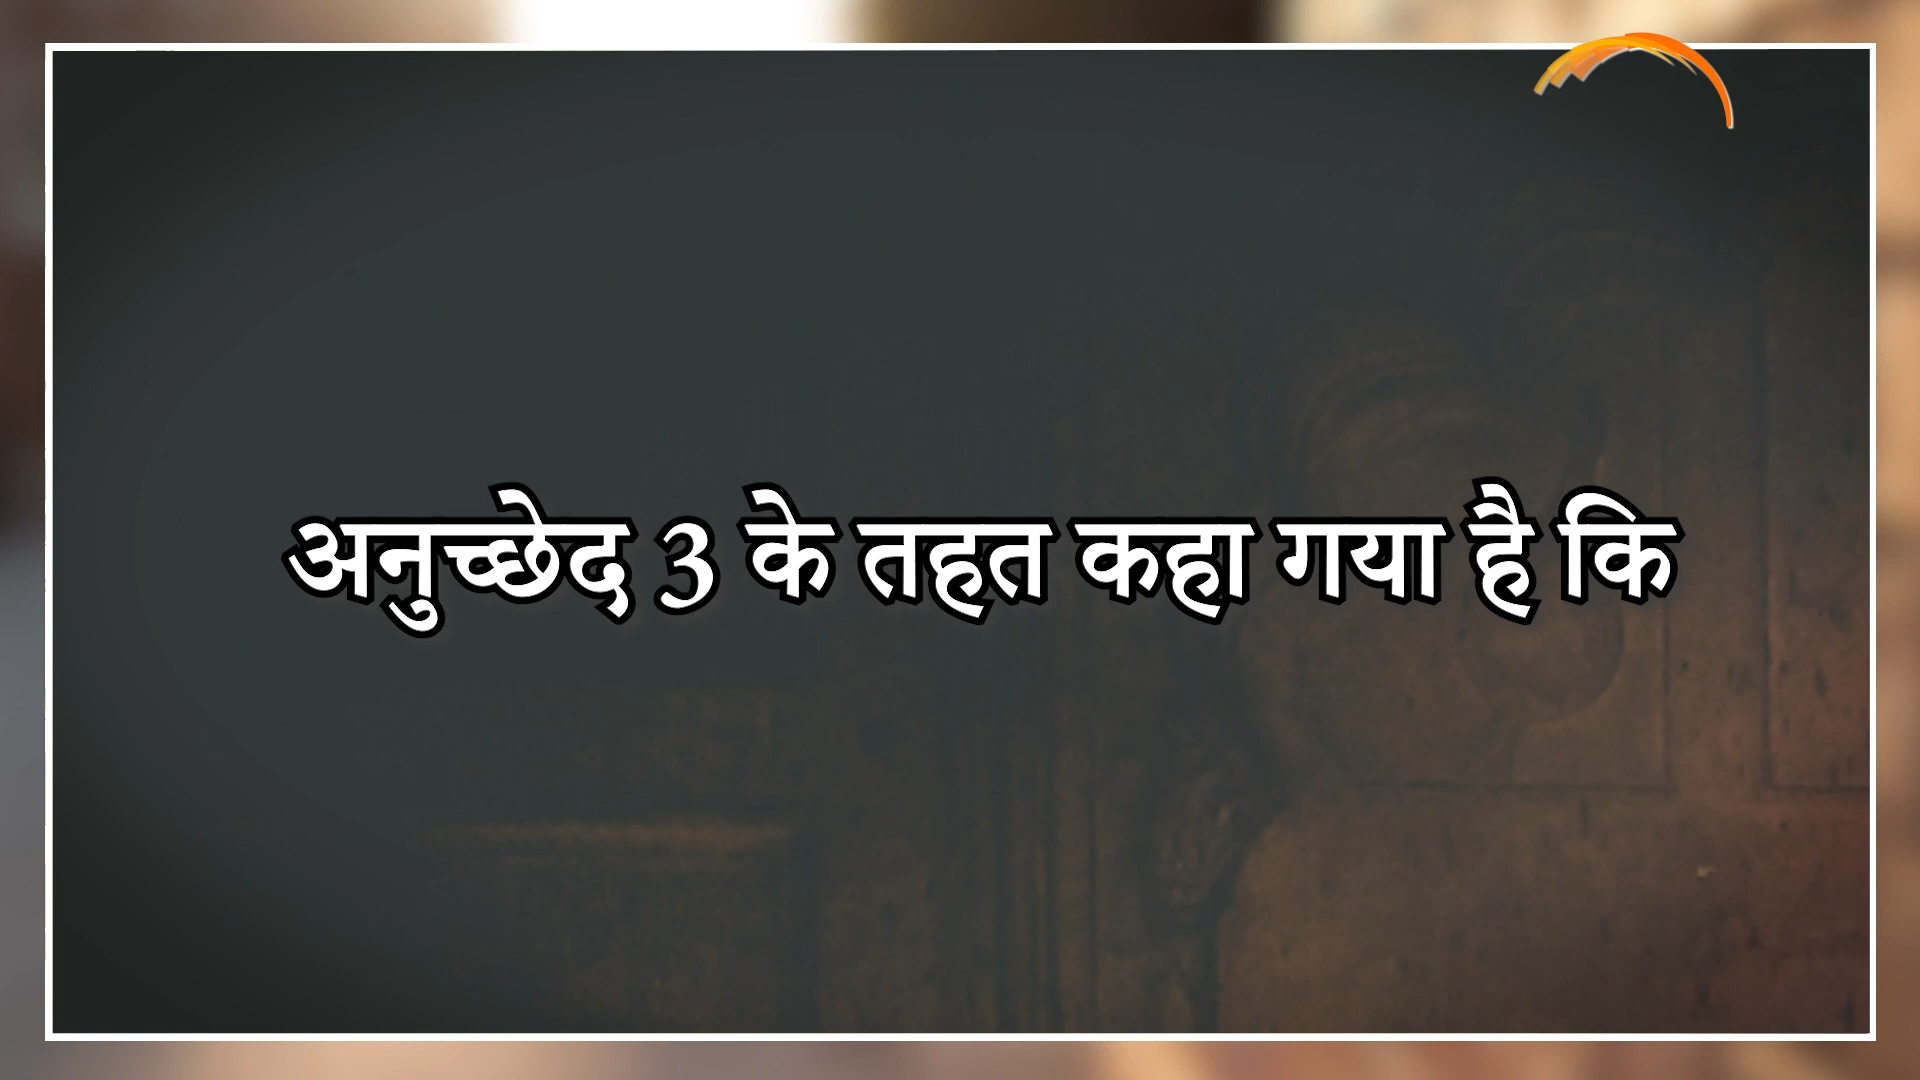 अनुच्छेद 3 के तहत कहा गया है कि